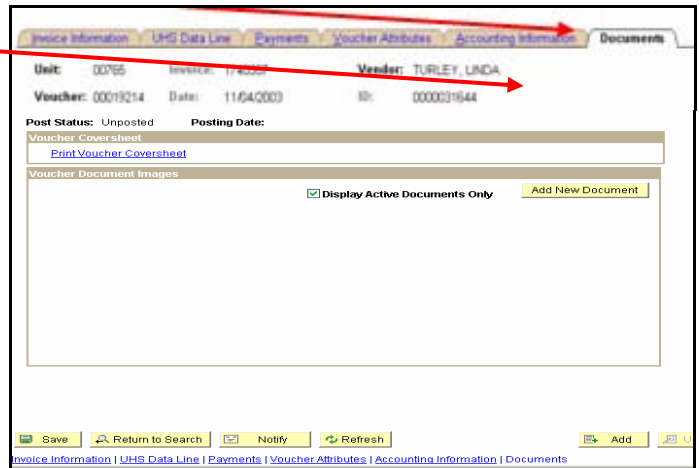 Invoice Information UHS Data Line Payments Voucher Attributes Accounting Information Documents
Unit: 00765 Invoice: Vendor: TURLEY, LINDA
Voucher: 00019214 Date: 11/04/2003 ID: 0000031644
Post Status: Unposted Posting Date:
Voucher Coversheet
Print Voucher Coversheet
Voucher Document Images
Display Active Documents Only Add New Document
Save Return to Search Notify Refresh Add
Invoice Information | UHS Data Line | Payments | Voucher Attributes | Accounting Information | Documents